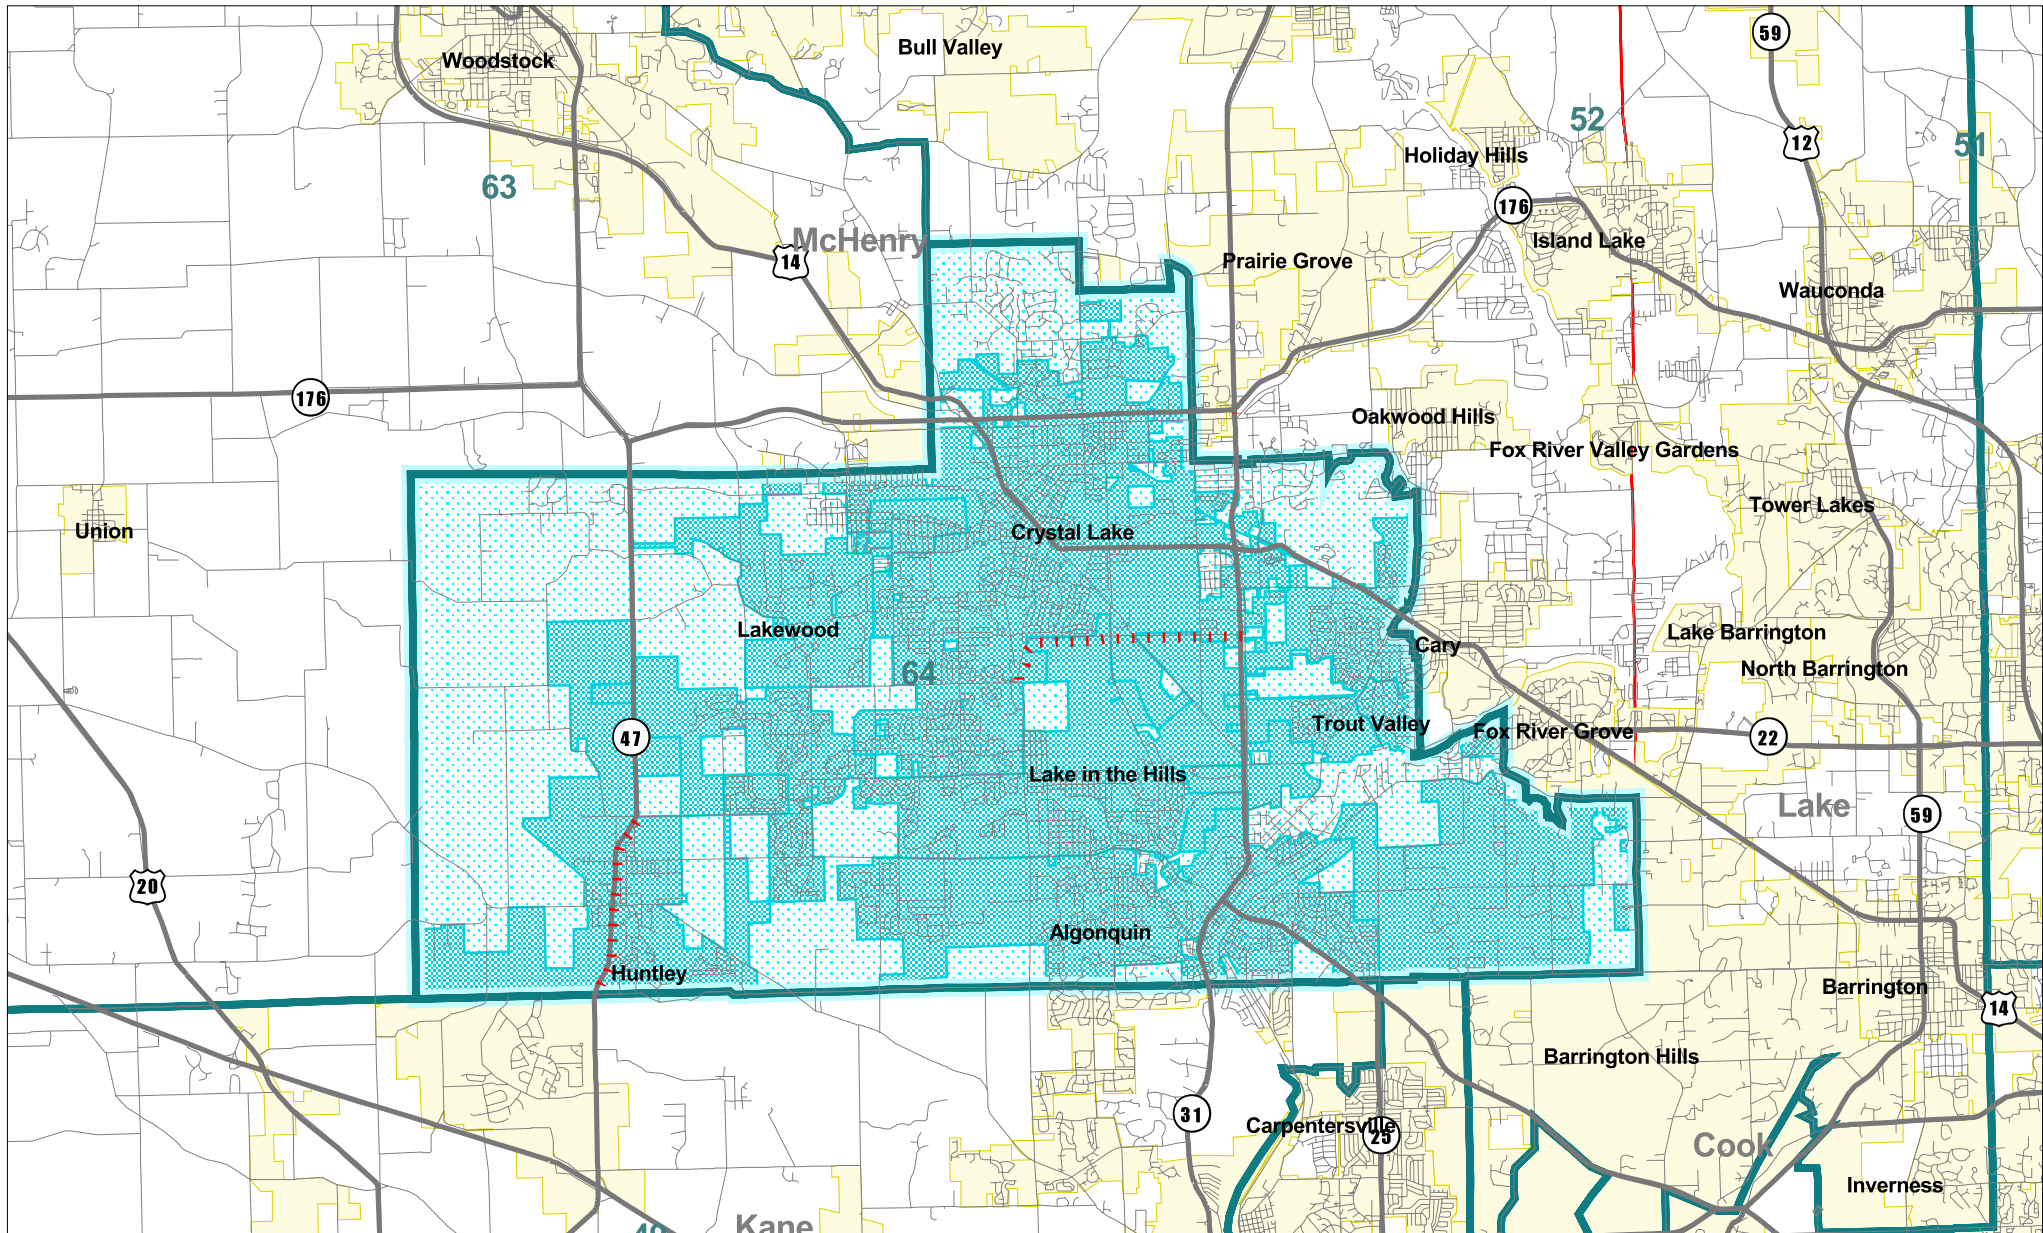 Woodstock
Bull Valley
59
52
12
51
Holiday Hills
63
176
McHenry
14
Island Lake
Prairie Grove
Wauconda
176
Oakwood Hills
Fox River Valley Gardens
Tower Lakes
Union
Crystal Lake
Lakewood
Lake Barrington
Cary
North Barrington
64
47
Trout Valley
Fox River Grove
22
Lake in the Hills
Lake
59
20
Algonquin
Huntley
Barrington
14
Barrington Hills
31
Carpentersville
25
Cook
Inverness
Kane